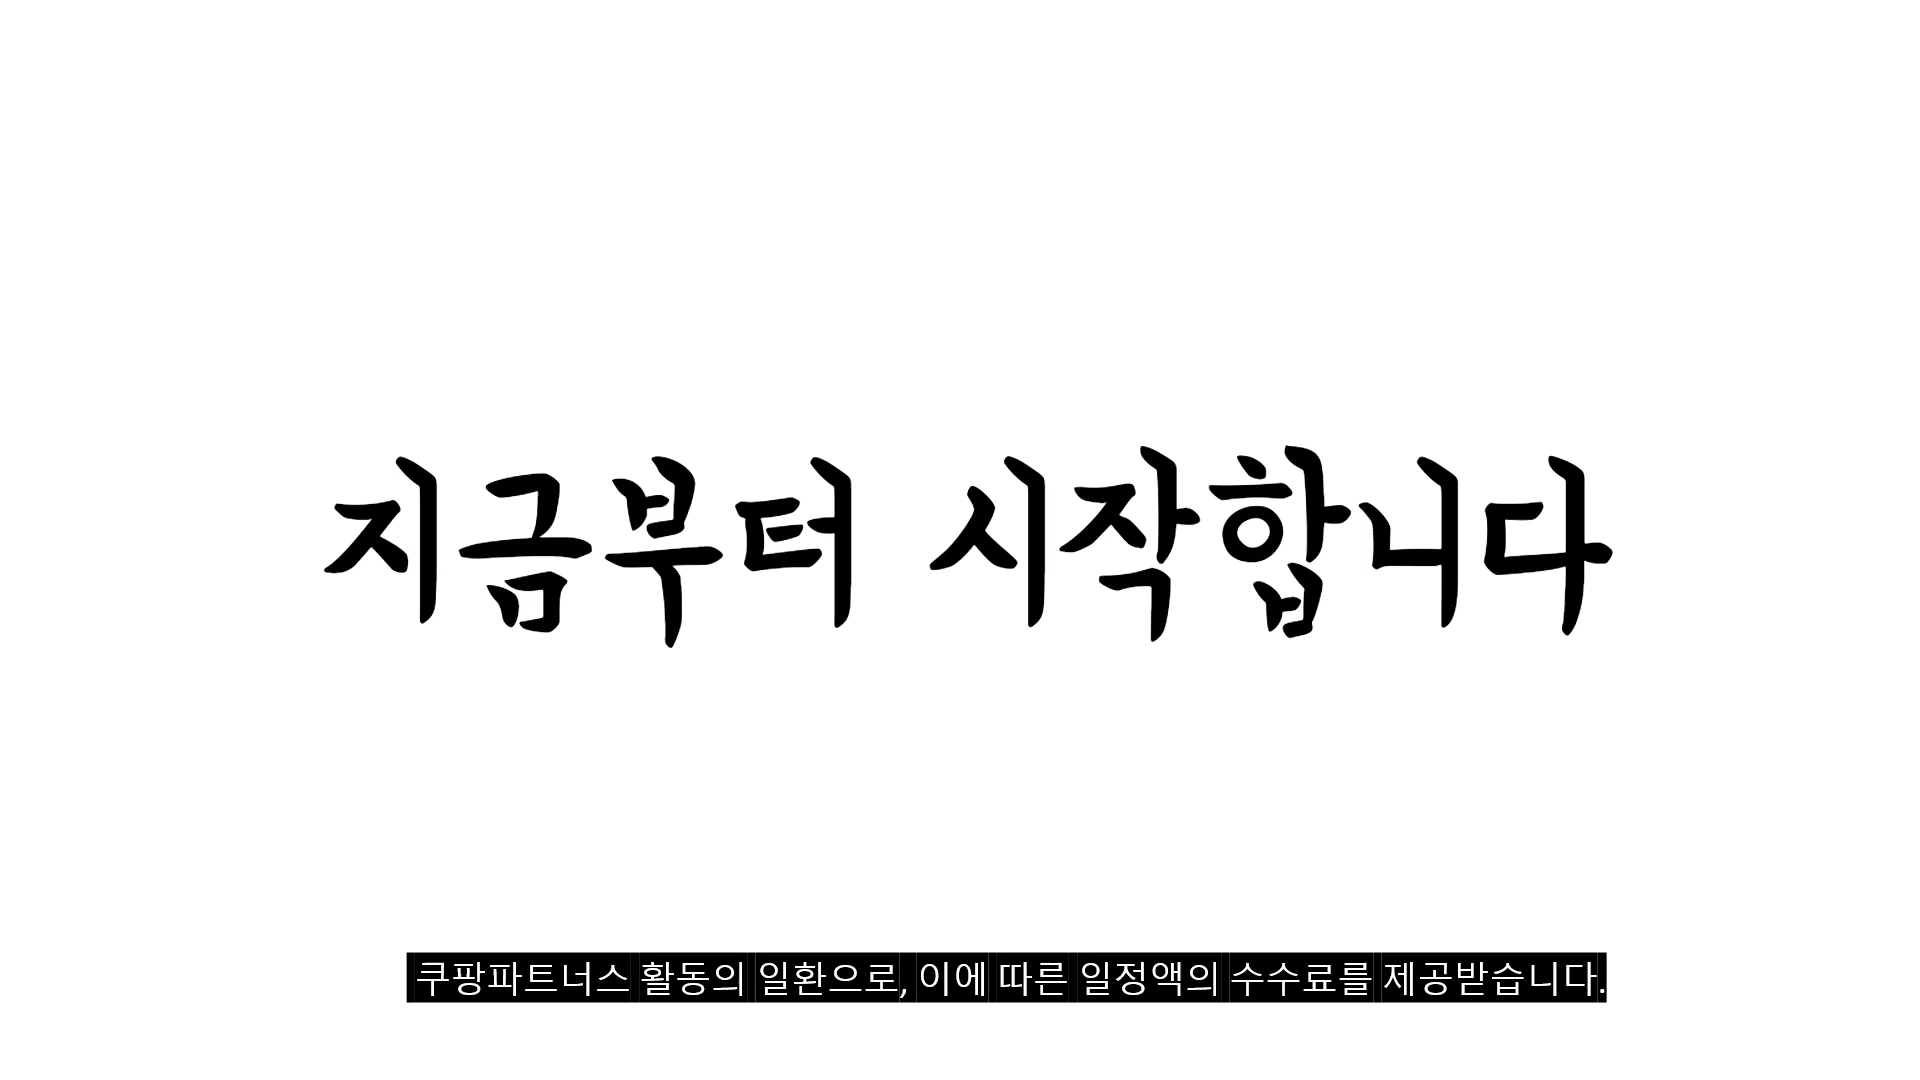 지금부터 시작합니다
쿠팡파트너스 활동의 일환으로, 이에 따른 일정액의 수수료를 제공받습니다.